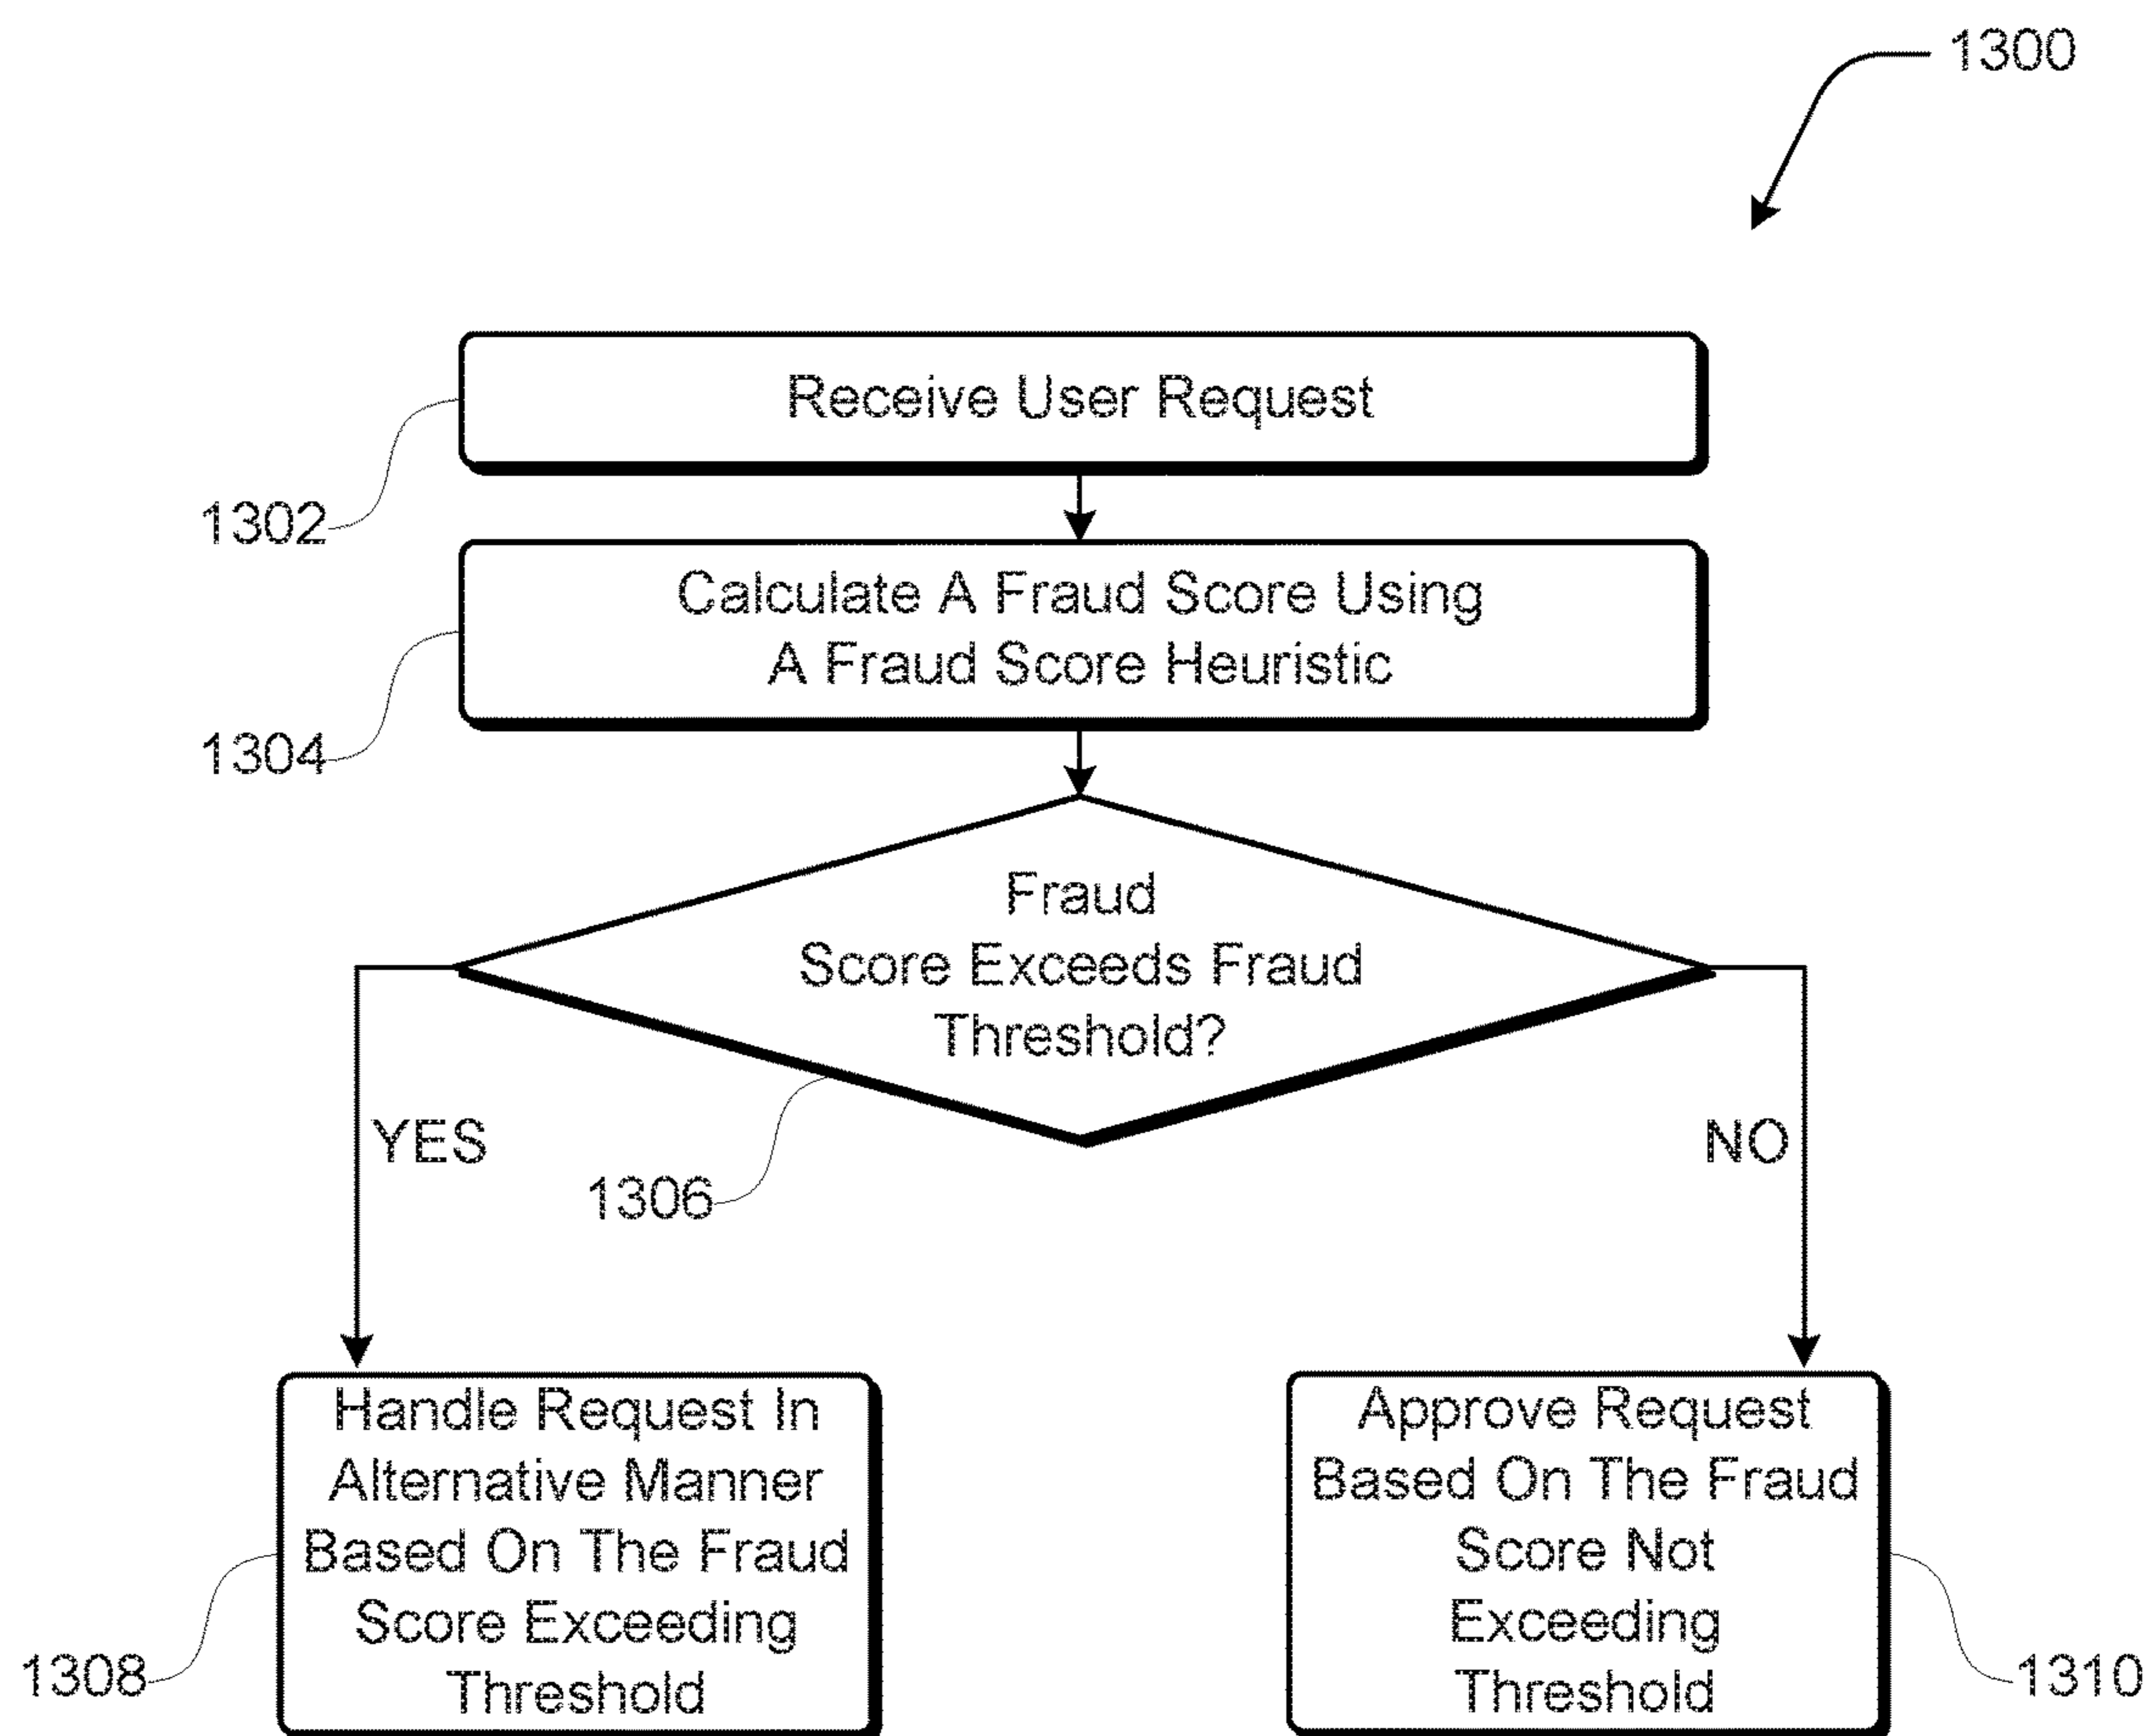 1300
Receive User Request
1302
Calculate A Fraud Score Using
A Fraud Score Heuristic
1304
Fraud
Score Exceeds Fraud
Threshold?
YES
NO
1306
Handle Request In
Alternative Manner
Based On The Fraud
Score Exceeding
Threshold
1308
Approve Request
Based On The Fraud
Score Not
Exceeding
Threshold
1310